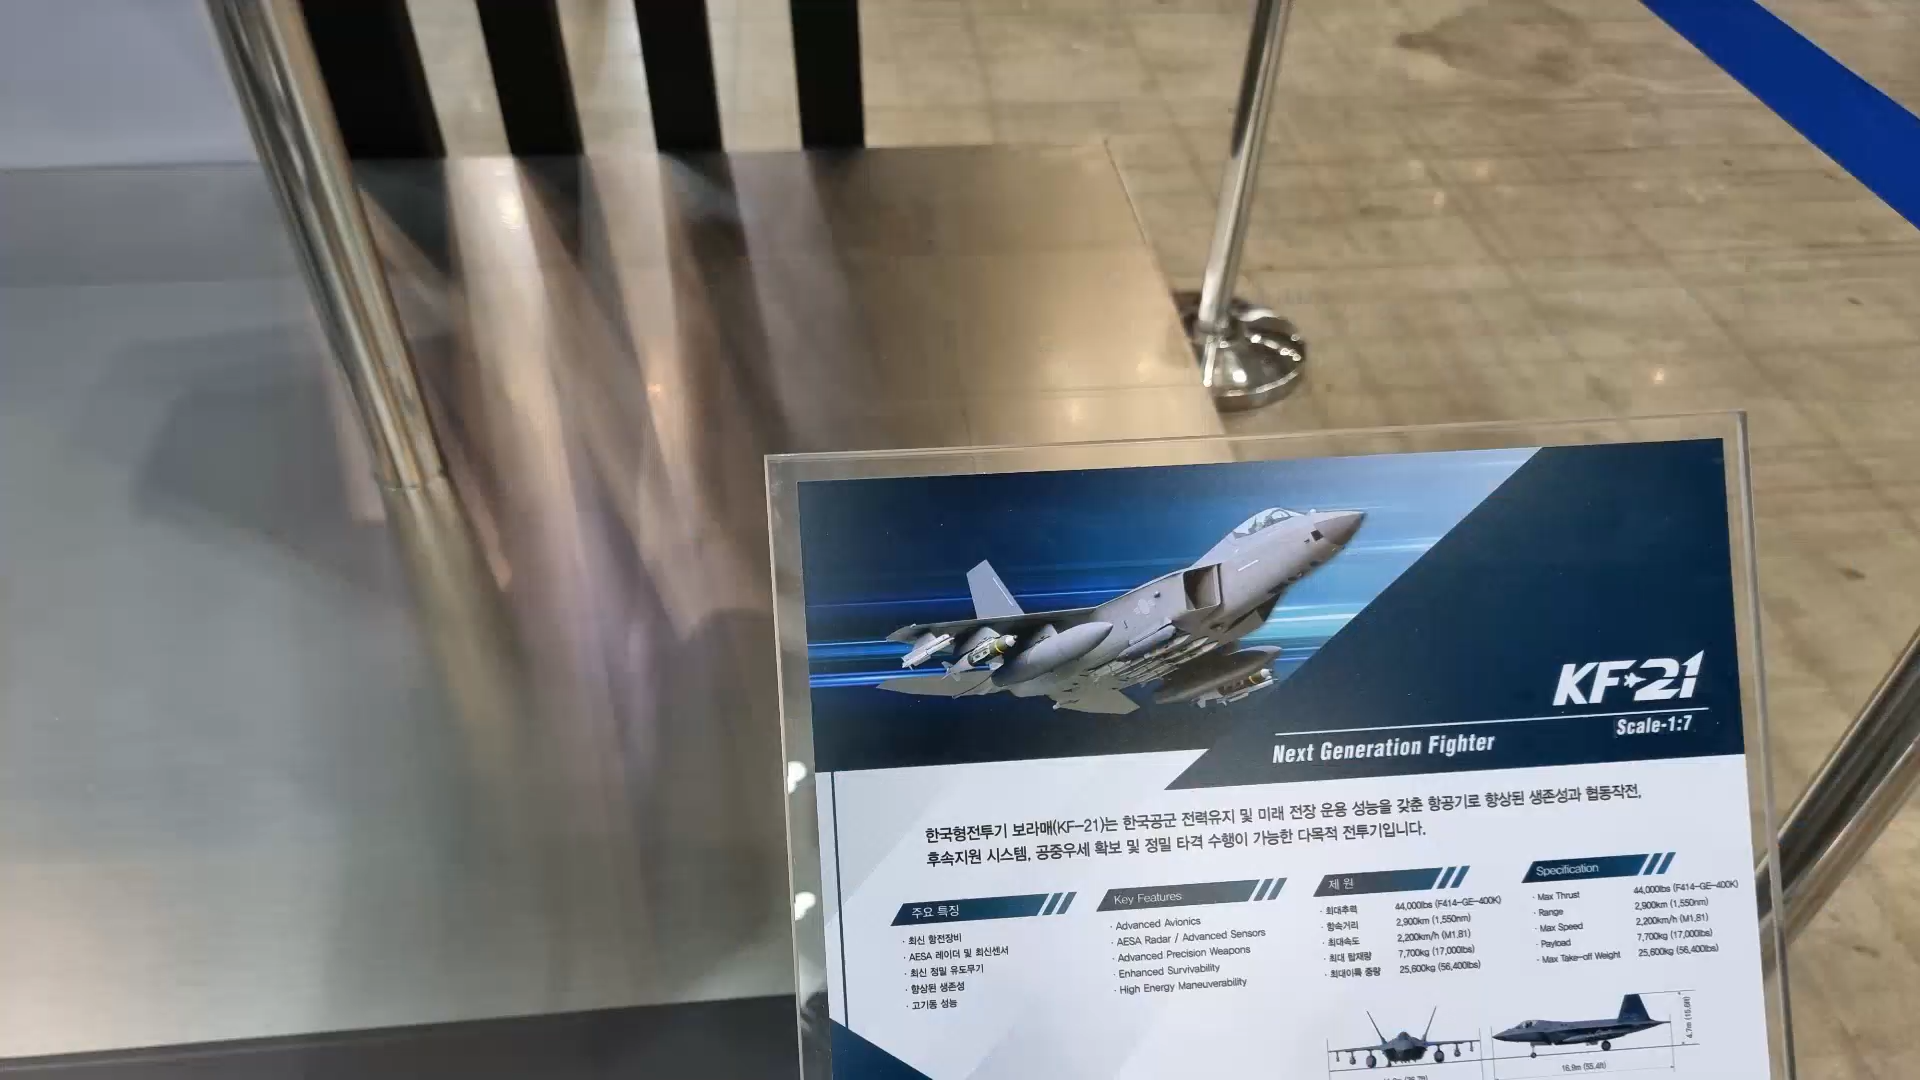 KF-21
Scale-1:7
Next Generation Fighter
한국형전투기 보라매(KF-21)는 한국공군 전력유지 및 미래 전장 운용 성능을 갖춘 항공기로 향상된 생존성과 협동작전,
후속지원 시스템, 공중우세 확보 및 정밀 타격 수행이 가능한 다목적 전투기입니다.
주요 특징
· 최신 항전장비
· AESA 레이더 및 최신센서
· 최신 정밀 유도무기
· 향상된 생존성
· 고기동 성능
Key Features
· Advanced Avionics
· AESA Radar / Advanced Sensors
· Advanced Precision Weapons
· Enhanced Survivability
· High Energy Maneuverability
제 원
· 최대추력 44,000lbs (F414-GE-400K)
· 항속거리 2,900km (1,550nm)
· 최대속도 2,200km/h (M1.81)
· 최대 탑재량 7,700kg (17,000lbs)
· 최대이륙 중량 25,600kg (56,400lbs)
Specification
· Max Thrust 44,000lbs (F414-GE-400K)
· Range 2,900km (1,550nm)
· Max Speed 2,200km/h (M1.81)
· Payload 7,700kg (17,000lbs)
· Max Take-off Weight 25,600kg (56,400lbs)
16.9m (55.4ft)